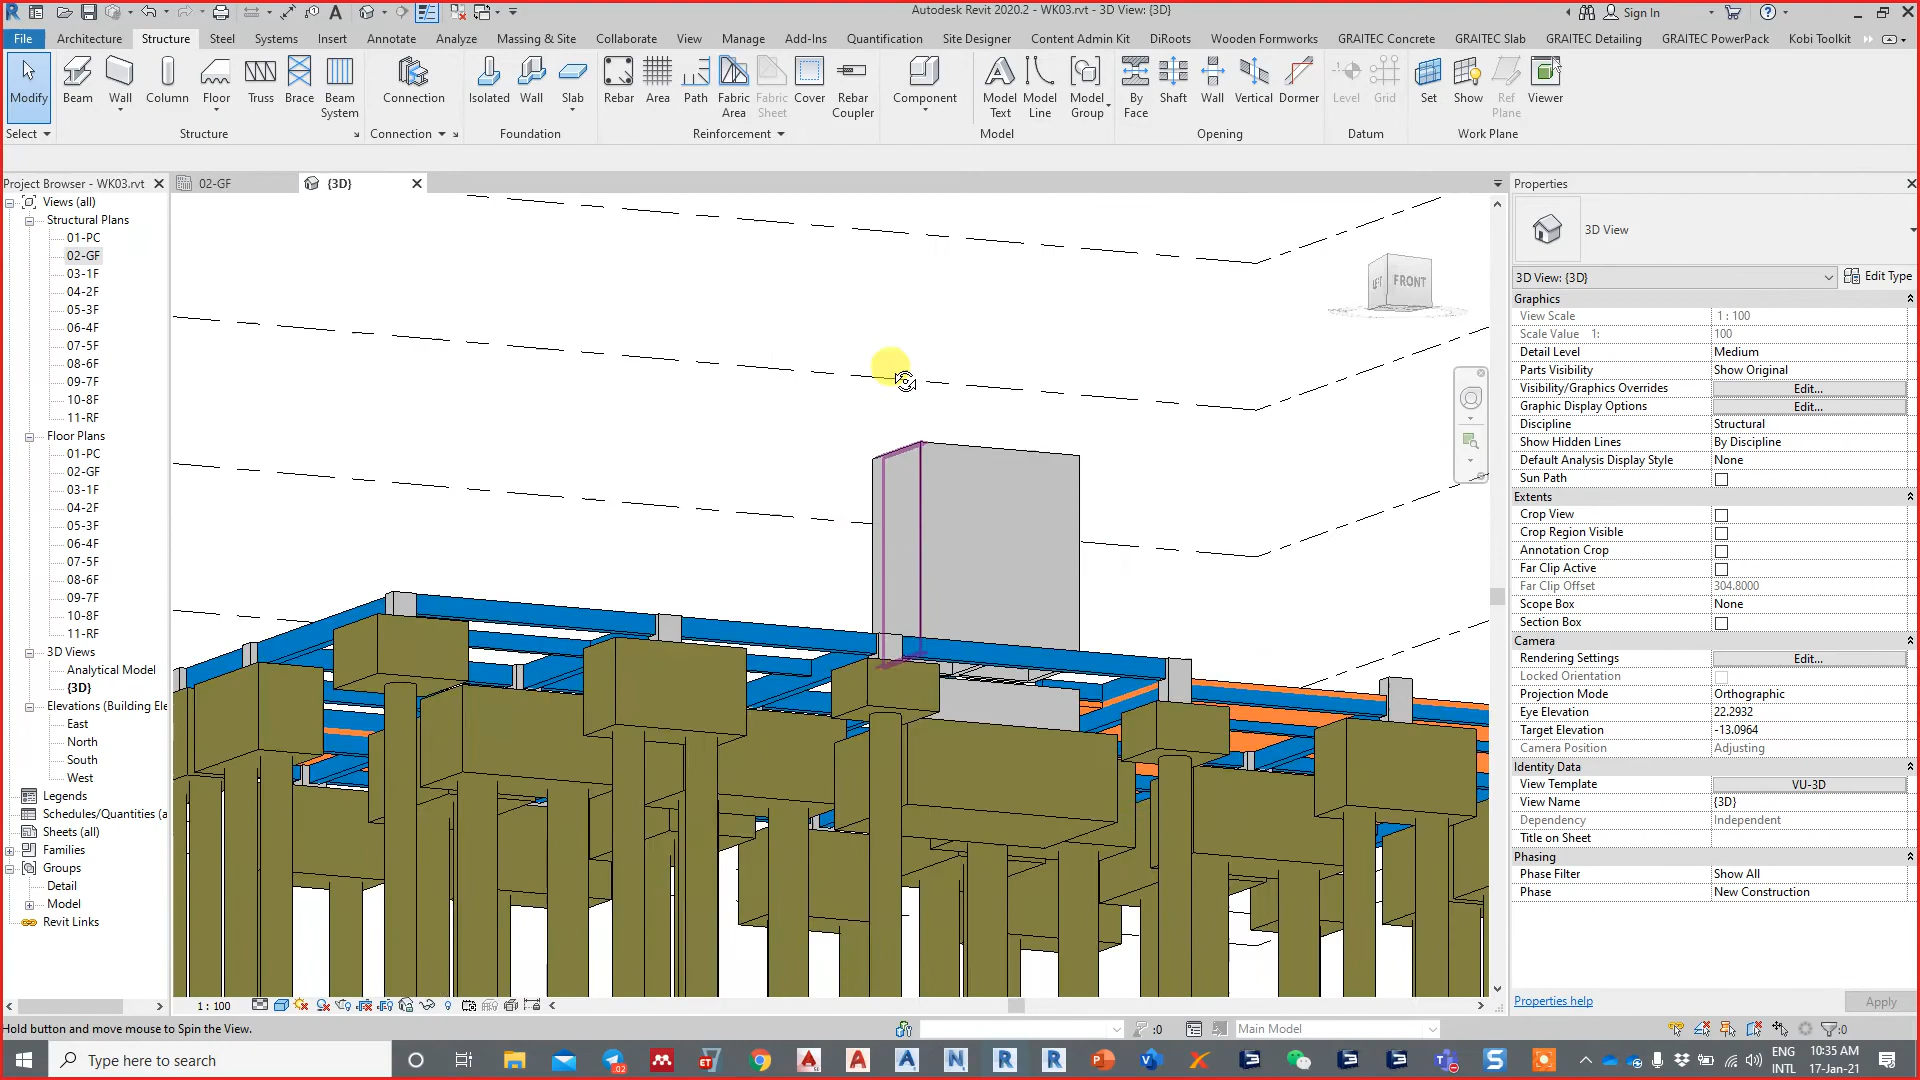 Autodesk Revit 2020.2 - WK03.rvt - 3D View: {3D}
Sign In
File Architecture Structure Steel Systems Insert Annotate Analyze Massing & Site Collaborate View Manage Add-Ins Quantification Site Designer Content Admin Kit DiRoots Wooden Formworks GRAITEC Concrete GRAITEC Slab GRAITEC Detailing GRAITEC PowerPack Kobi Toolkit
Modify Beam Wall Column Floor Truss Brace Beam System Connection Isolated Wall Slab Rebar Area Path Fabric Area Fabric Sheet Cover Rebar Coupler Component Model Text Model Line Model Group By Face Shaft Wall Vertical Dormer Level Grid Set Show Ref Plane Viewer
Select Structure Connection Foundation Reinforcement Model Opening Datum Work Plane
Project Browser - WK03.rvt
02-GF
{3D}
Properties
Views (all)
Structural Plans
01-PC
02-GF
03-1F
04-2F
05-3F
06-4F
07-5F
08-6F
09-7F
10-8F
11-RF
Floor Plans
01-PC
02-GF
03-1F
04-2F
05-3F
06-4F
07-5F
08-6F
09-7F
10-8F
11-RF
3D Views
Analytical Model
{3D}
Elevations (Building Ele
East
North
South
West
Legends
Schedules/Quantities (a
Sheets (all)
Families
Groups
Detail
Model
Revit Links
LEFT FRONT
3D View
3D View: {3D} Edit Type
Graphics
View Scale 1 : 100
Scale Value 1: 100
Detail Level Medium
Parts Visibility Show Original
Visibility/Graphics Overrides Edit...
Graphic Display Options Edit...
Discipline Structural
Show Hidden Lines By Discipline
Default Analysis Display Style None
Sun Path
Extents
Crop View
Crop Region Visible
Annotation Crop
Far Clip Active
Far Clip Offset 304.8000
Scope Box None
Section Box
Camera
Rendering Settings Edit...
Locked Orientation
Projection Mode Orthographic
Eye Elevation 22.2932
Target Elevation -13.0964
Camera Position Adjusting
Identity Data
View Template VU-3D
View Name {3D}
Dependency Independent
Title on Sheet
Phasing
Phase Filter Show All
Phase New Construction
Properties help Apply
1 : 100
Hold button and move mouse to Spin the View.
:0
Main Model
:0
Type here to search
.02
ET
ENG
INTL
10:35 AM
17-Jan-21